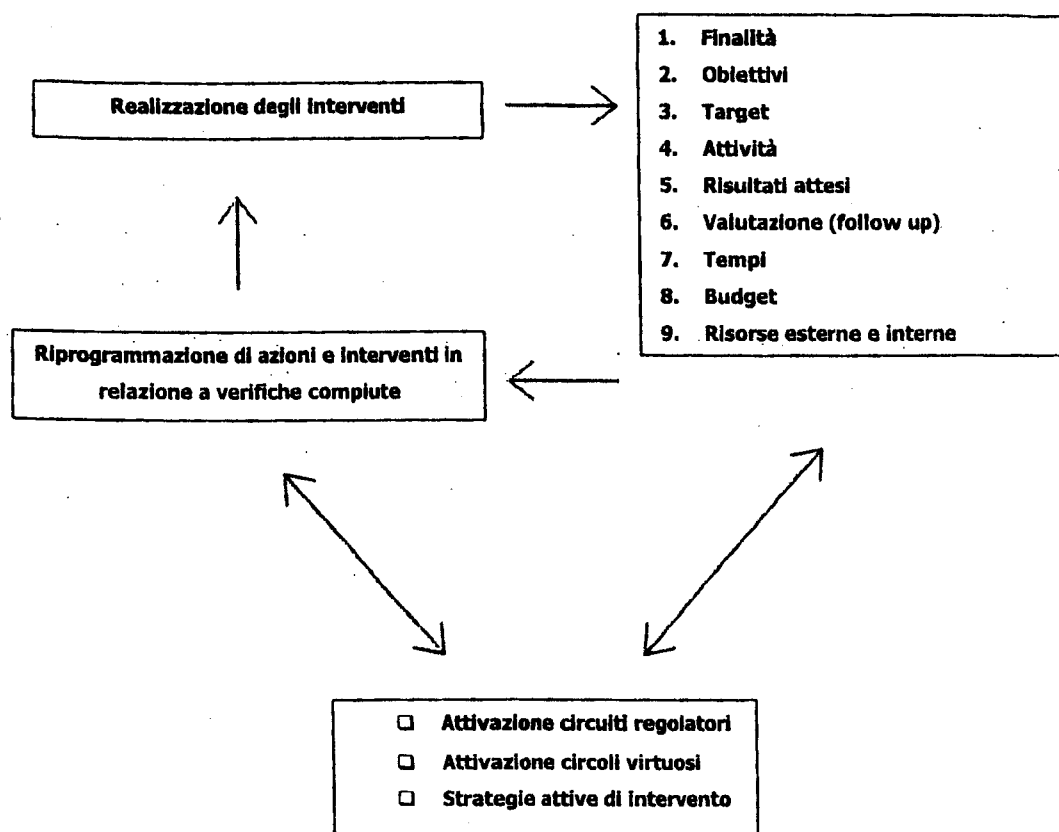 Realizzazione degli interventi
1. Finalità
2. Obiettivi
3. Target
4. Attività
5. Risultati attesi
6. Valutazione (follow up)
7. Tempi
8. Budget
9. Risorse esterne e interne
Riprogrammazione di azioni e interventi in
relazione a verifiche compiute
❑ Attivazione circuiti regolatori
❑ Attivazione circoli virtuosi
❑ Strategie attive di intervento